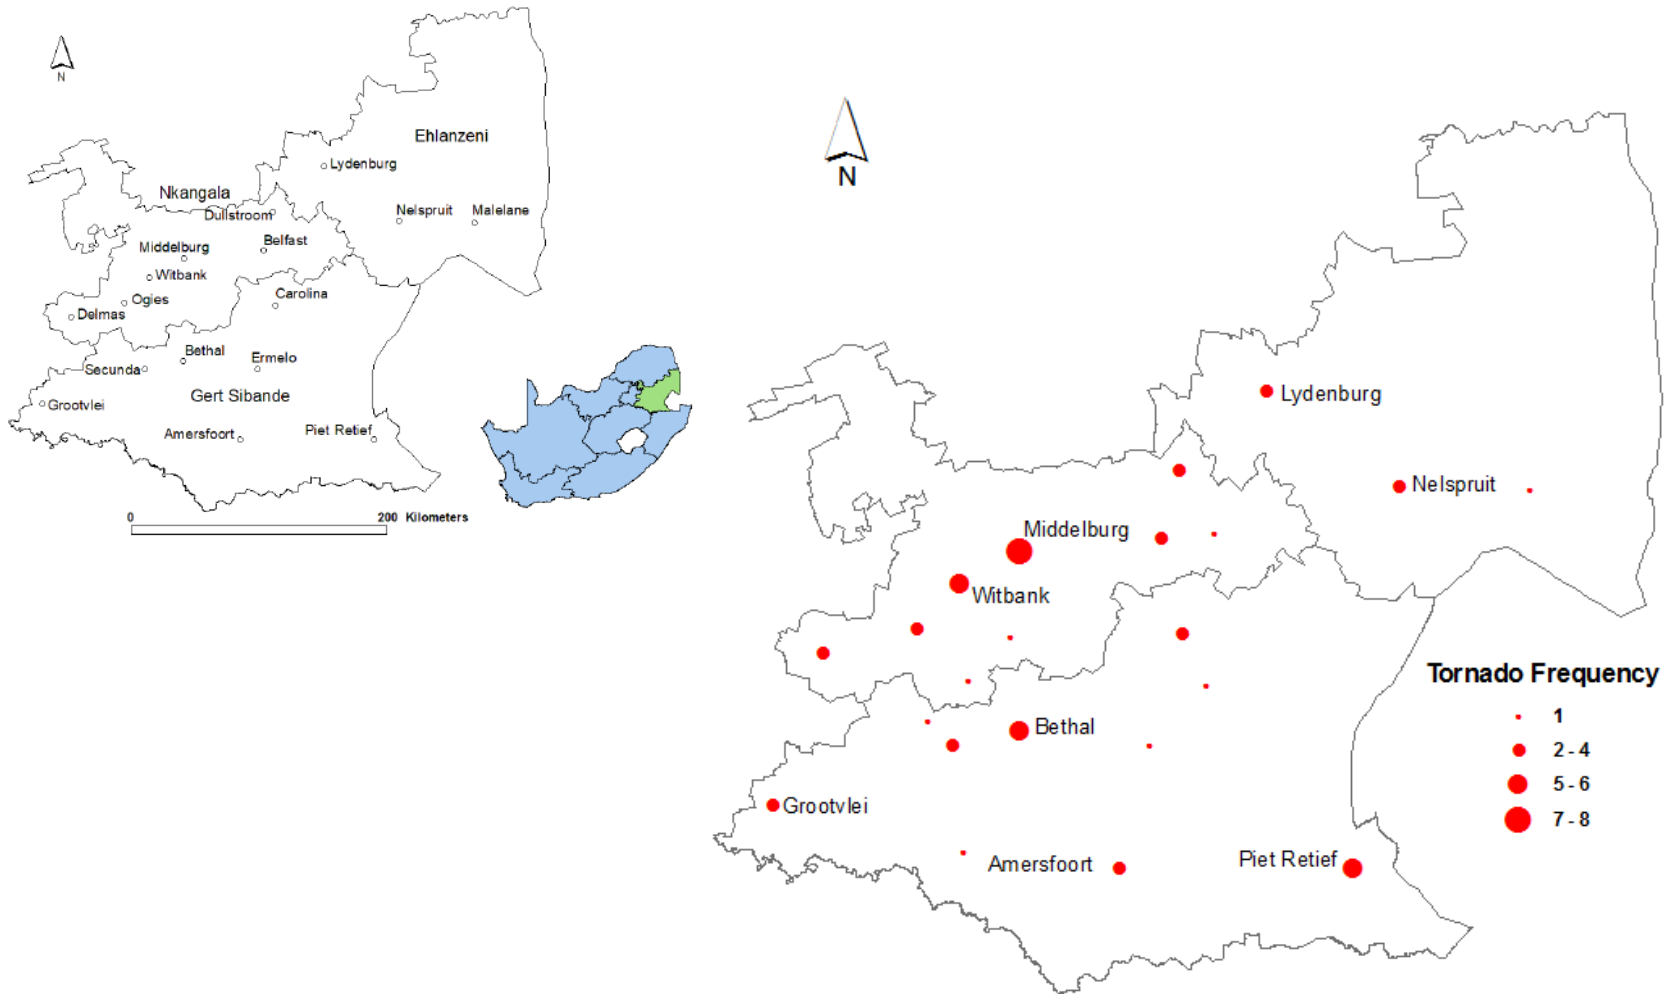 N
Ehlanzeni
Lydenburg
Nkangala
Dullstroom
Nelspruit
Malelane
Middelburg
Belfast
Witbank
Ogies
Carolina
Delmas
Bethal
Ermelo
Secunda
Gert Sibande
Grootvlei
Amersfoort
Piet Retief
0
200 Kilometers
N
Lydenburg
Nelspruit
Middelburg
Witbank
Bethal
Grootvlei
Amersfoort
Piet Retief
Tornado Frequency
1
2 - 4
5 - 6
7 - 8